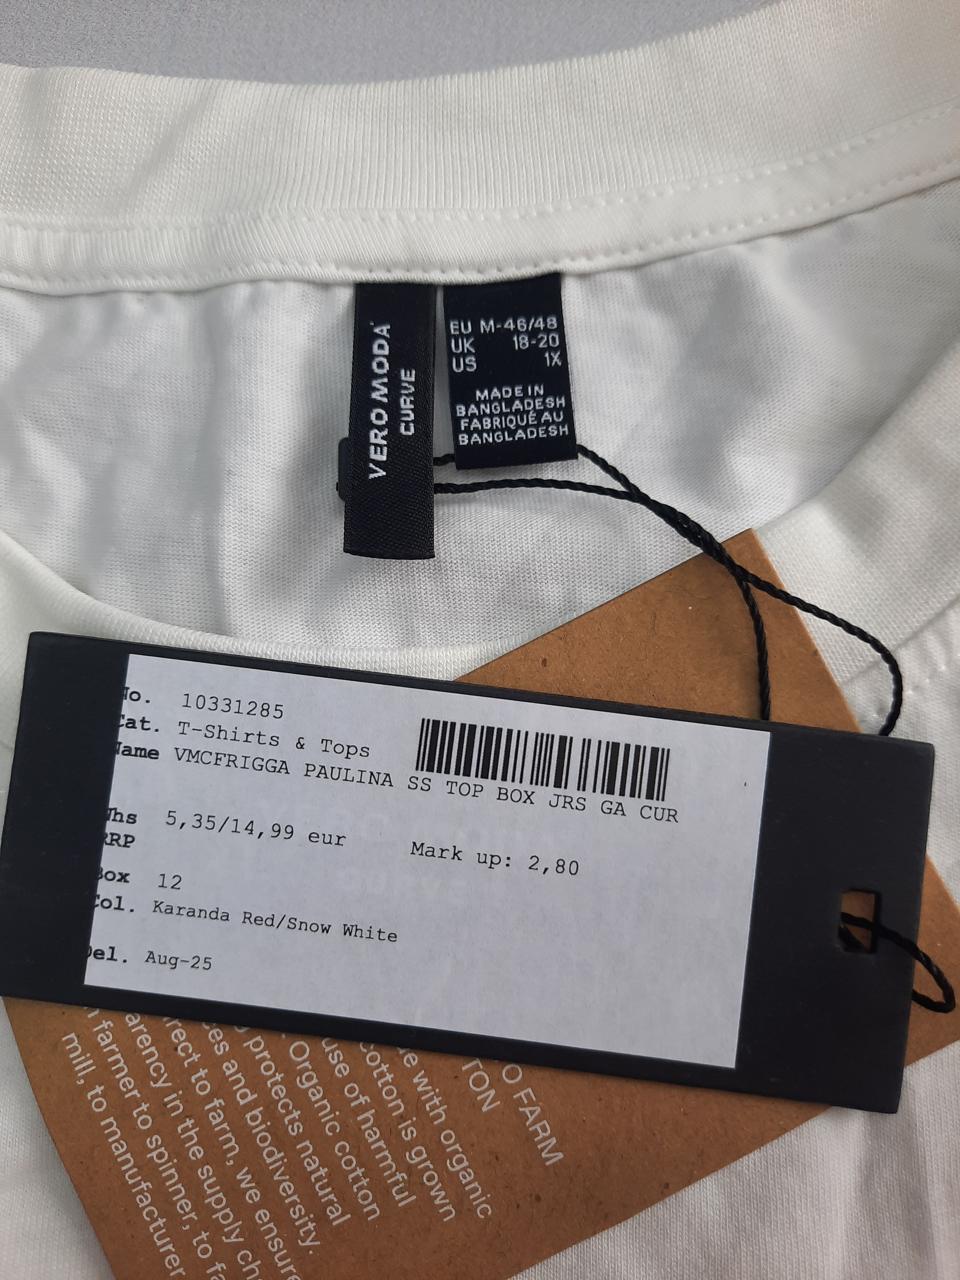 VERO MODA
CURVE
EU M-46/48
UK 18-20
US 1X
MADE IN
BANGLADESH
FABRIQUÉ AU
BANGLADESH
No. 10331285
Cat. T-Shirts & Tops
Name VMCFRIGGA PAULINA SS TOP BOX JRS GA CUR
Whs 5,35/14,99 eur
RRP
Mark up: 2,80
Box 12
Col. Karanda Red/Snow White
Del. Aug-25
O FARM
TON
de with organic
cotton is grown
use of harmful
Organic cotton
protects natural
ces and biodiversity.
rect to farm, we ensure
arency in the supply
farmer to spinner, to
mill, to manufacturer